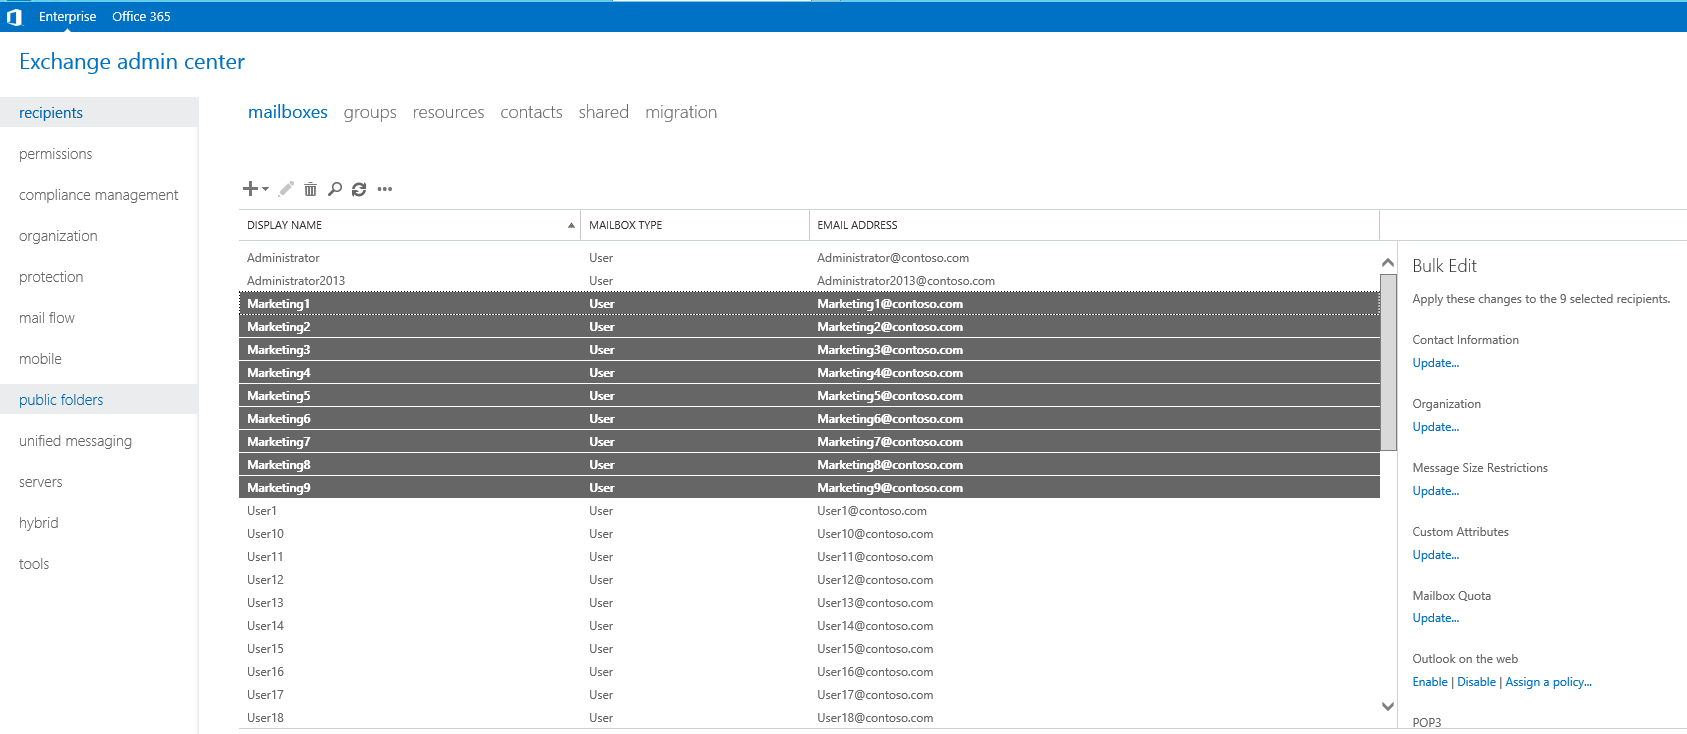 Enterprise Office 365
Exchange admin center
recipients
permissions
compliance management
organization
protection
mail flow
mobile
public folders
unified messaging
servers
hybrid
tools
mailboxes groups resources contacts shared migration
DISPLAY NAME MAILBOX TYPE EMAIL ADDRESS
Administrator User Administrator@contoso.com
Administrator2013 User Administrator2013@contoso.com
Marketing1 User Marketing1@contoso.com
Marketing2 User Marketing2@contoso.com
Marketing3 User Marketing3@contoso.com
Marketing4 User Marketing4@contoso.com
Marketing5 User Marketing5@contoso.com
Marketing6 User Marketing6@contoso.com
Marketing7 User Marketing7@contoso.com
Marketing8 User Marketing8@contoso.com
Marketing9 User Marketing9@contoso.com
User1 User User1@contoso.com
User10 User User10@contoso.com
User11 User User11@contoso.com
User12 User User12@contoso.com
User13 User User13@contoso.com
User14 User User14@contoso.com
User15 User User15@contoso.com
User16 User User16@contoso.com
User17 User User17@contoso.com
User18 User User18@contoso.com
Bulk Edit
Apply these changes to the 9 selected recipients.
Contact Information
Update...
Organization
Update...
Message Size Restrictions
Update...
Custom Attributes
Update...
Mailbox Quota
Update...
Outlook on the web
Enable | Disable | Assign a policy...
POP3